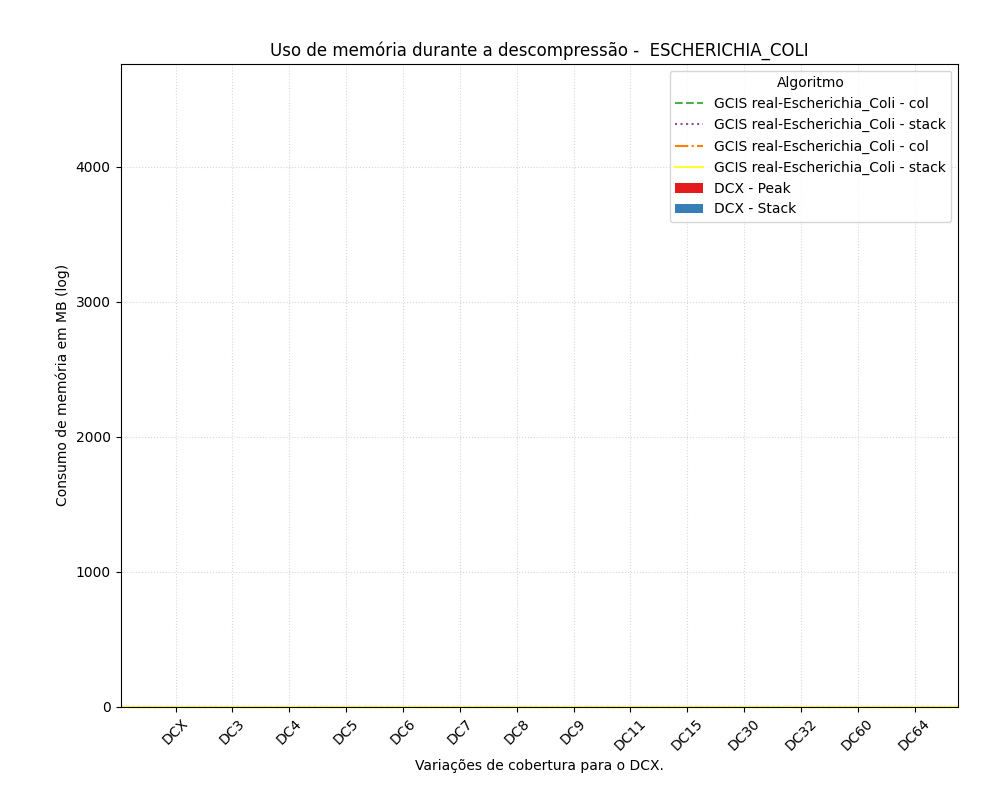 Uso de memória durante a descompressão -  ESCHERICHIA_COLI
Algoritmo
GCIS real-Escherichia_Coli - col
GCIS real-Escherichia_Coli - stack
GCIS real-Escherichia_Coli - col
GCIS real-Escherichia_Coli - stack
DCX - Peak
DCX - Stack
Consumo de memória em MB (log)
4000
3000
2000
1000
0
DCX
DC3
DC4
DC5
DC6
DC7
DC8
DC9
DC11
DC15
DC30
DC32
DC60
DC64
Variações de cobertura para o DCX.